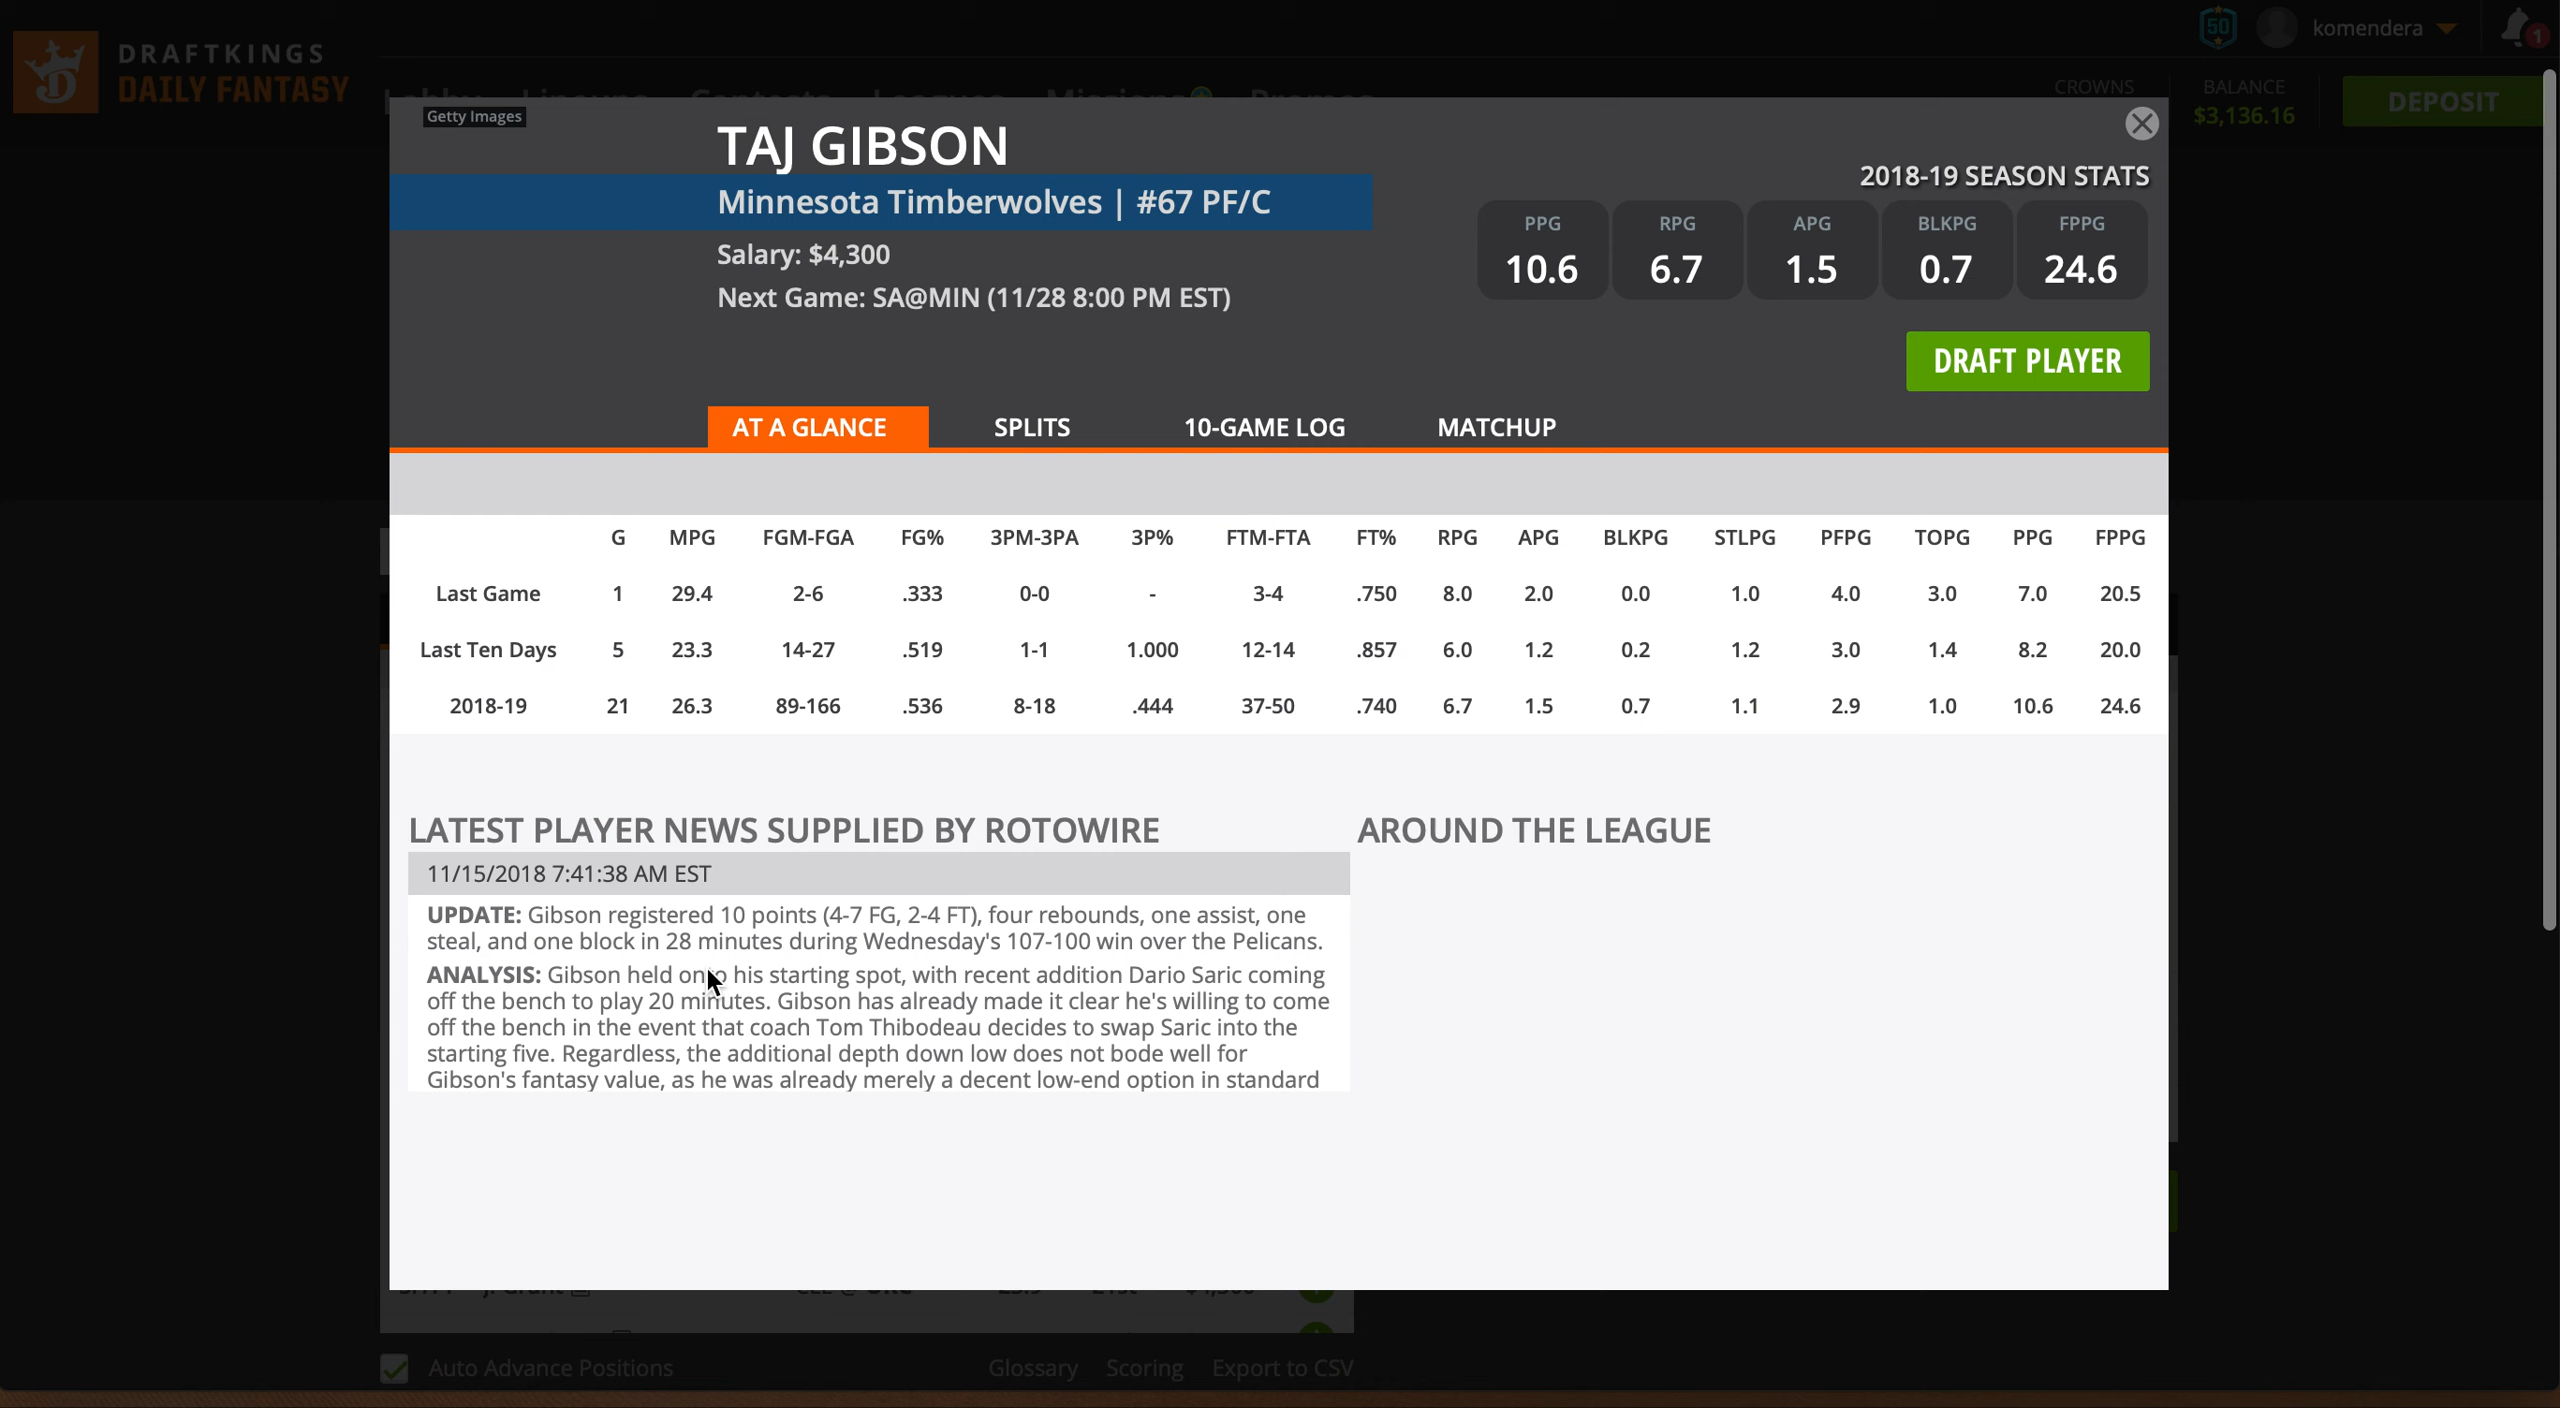 DRAFTKINGS
DAILY FANTASY
50
komendera
1
Lobby Lineups Contests Leagues Missions Promos
CROWNS
BALANCE
$3,136.16
DEPOSIT
Getty Images
TAJ GIBSON
Minnesota Timberwolves | #67 PF/C
Salary: $4,300
Next Game: SA@MIN (11/28 8:00 PM EST)
2018-19 SEASON STATS
PPG RPG APG BLKPG FPPG
10.6 6.7 1.5 0.7 24.6
DRAFT PLAYER
AT A GLANCE SPLITS 10-GAME LOG MATCHUP
G MPG FGM-FGA FG% 3PM-3PA 3P% FTM-FTA FT% RPG APG BLKPG STLPG PFPG TOPG PPG FPPG
Last Game 1 29.4 2-6 .333 0-0 - 3-4 .750 8.0 2.0 0.0 1.0 4.0 3.0 7.0 20.5
Last Ten Days 5 23.3 14-27 .519 1-1 1.000 12-14 .857 6.0 1.2 0.2 1.2 3.0 1.4 8.2 20.0
2018-19 21 26.3 89-166 .536 8-18 .444 37-50 .740 6.7 1.5 0.7 1.1 2.9 1.0 10.6 24.6
LATEST PLAYER NEWS SUPPLIED BY ROTOWIRE
11/15/2018 7:41:38 AM EST
UPDATE: Gibson registered 10 points (4-7 FG, 2-4 FT), four rebounds, one assist, one
steal, and one block in 28 minutes during Wednesday's 107-100 win over the Pelicans.
ANALYSIS: Gibson held onto his starting spot, with recent addition Dario Saric coming
off the bench to play 20 minutes. Gibson has already made it clear he's willing to come
off the bench in the event that coach Tom Thibodeau decides to swap Saric into the
starting five. Regardless, the additional depth down low does not bode well for
Gibson's fantasy value, as he was already merely a decent low-end option in standard
AROUND THE LEAGUE
J. Grant
Auto Advance Positions
Glossary Scoring Export to CSV